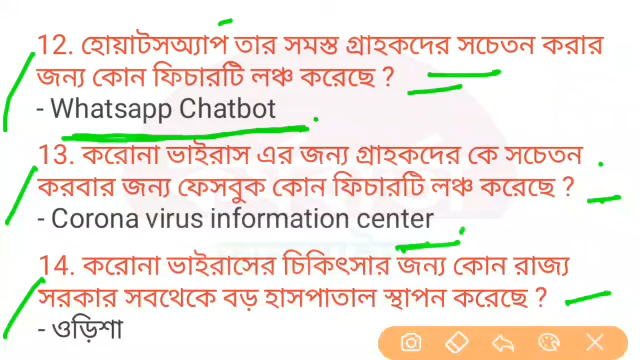 12. হোয়াটসঅ্যাপ তার সমস্ত গ্রাহকদের সচেতন করার
জন্য কোন ফিচারটি লঞ্চ করেছে ?
- Whatsapp Chatbot
13. করোনা ভাইরাস এর জন্য গ্রাহকদের কে সচেতন
করবার জন্য ফেসবুক কোন ফিচারটি লঞ্চ করেছে ?
- Corona virus information center
14. করোনা ভাইরাসের চিকিৎসার জন্য কোন রাজ্য
সরকার সবথেকে বড় হাসপাতাল স্থাপন করেছে ?
- ওড়িশা